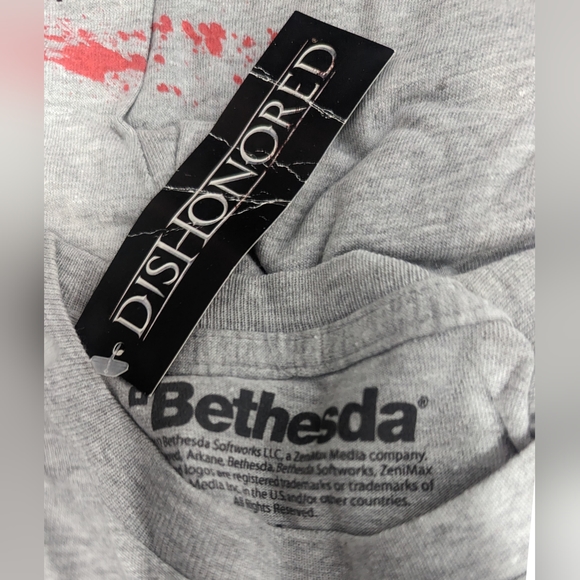 DISHONORED
Bethesda®
Bethesda Softworks LLC, a ZeniMax Media company.
Arkane, Bethesda, Bethesda Softworks, ZeniMax
logos are registered trademarks or trademarks of
Media Inc. in the U.S. and/or other countries.
All Rights Reserved.